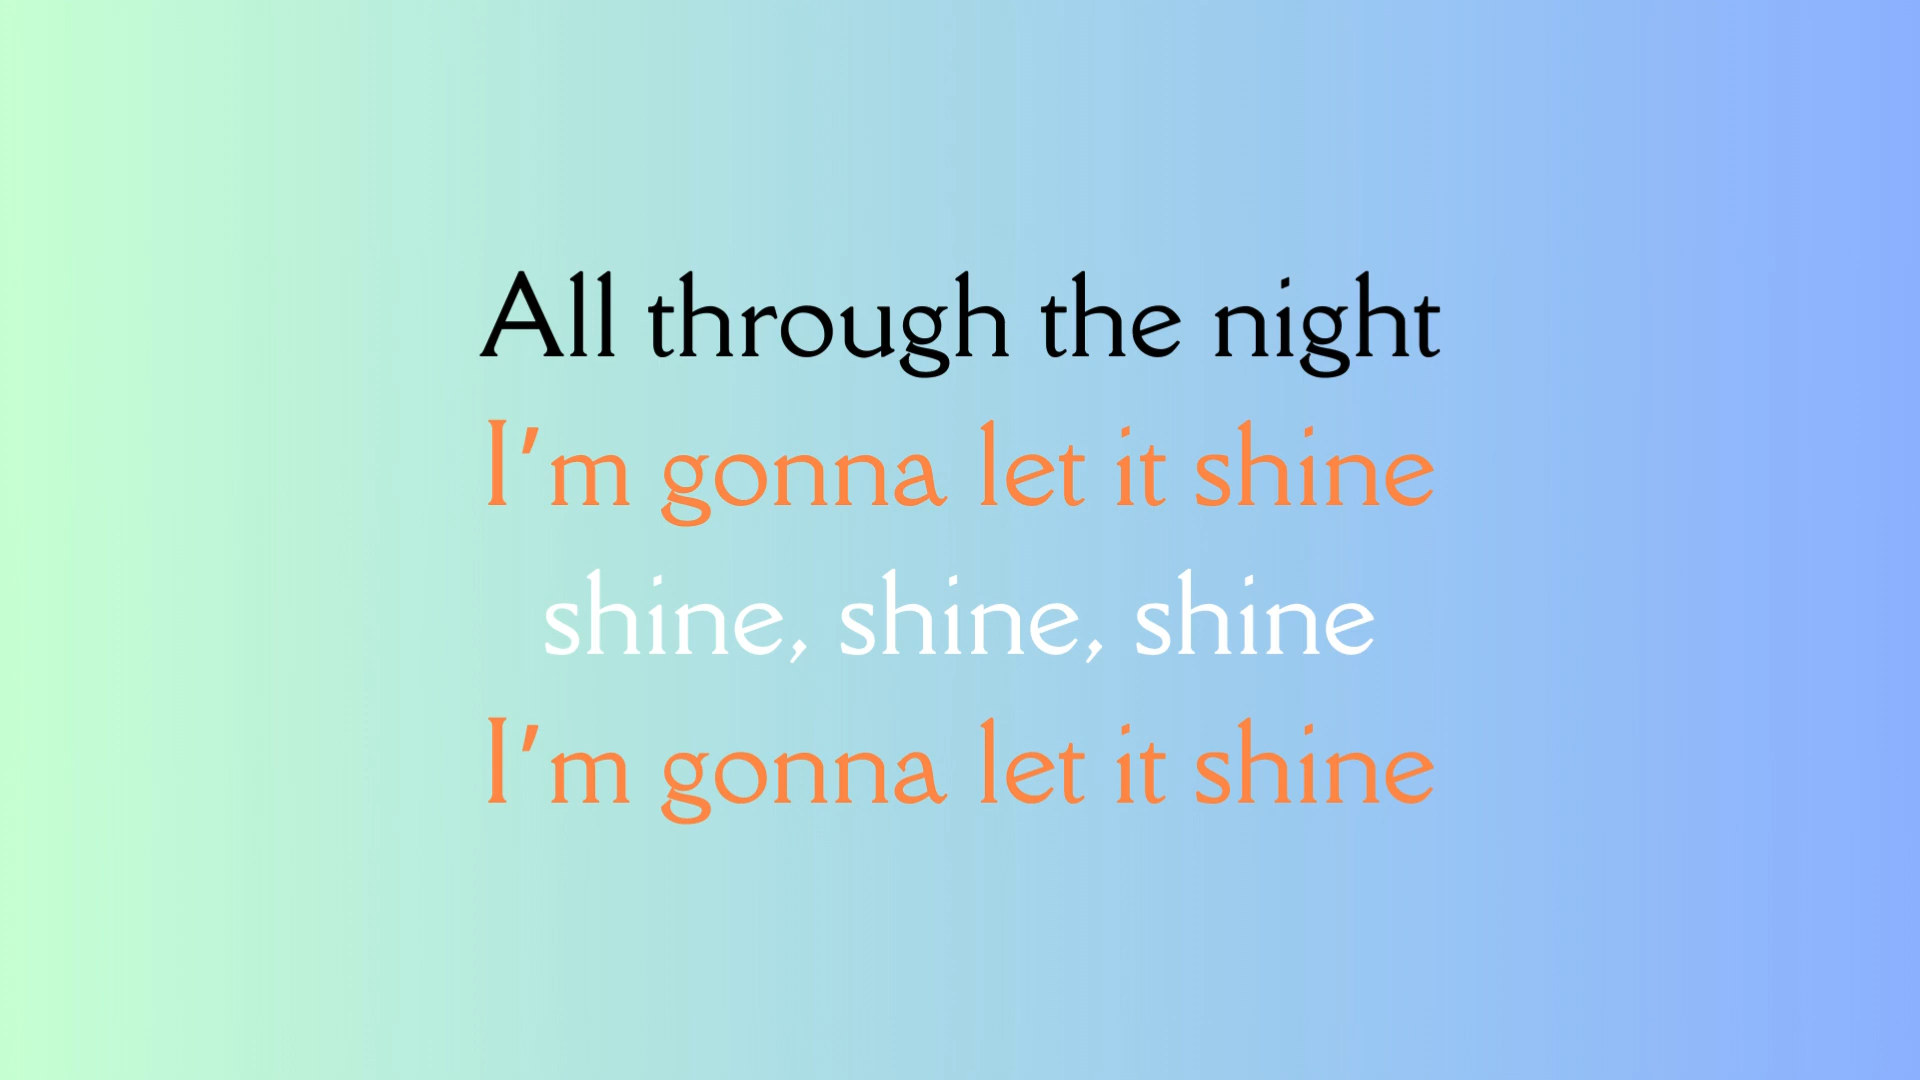 All through the night
I'm gonna let it shine
shine, shine, shine
I'm gonna let it shine